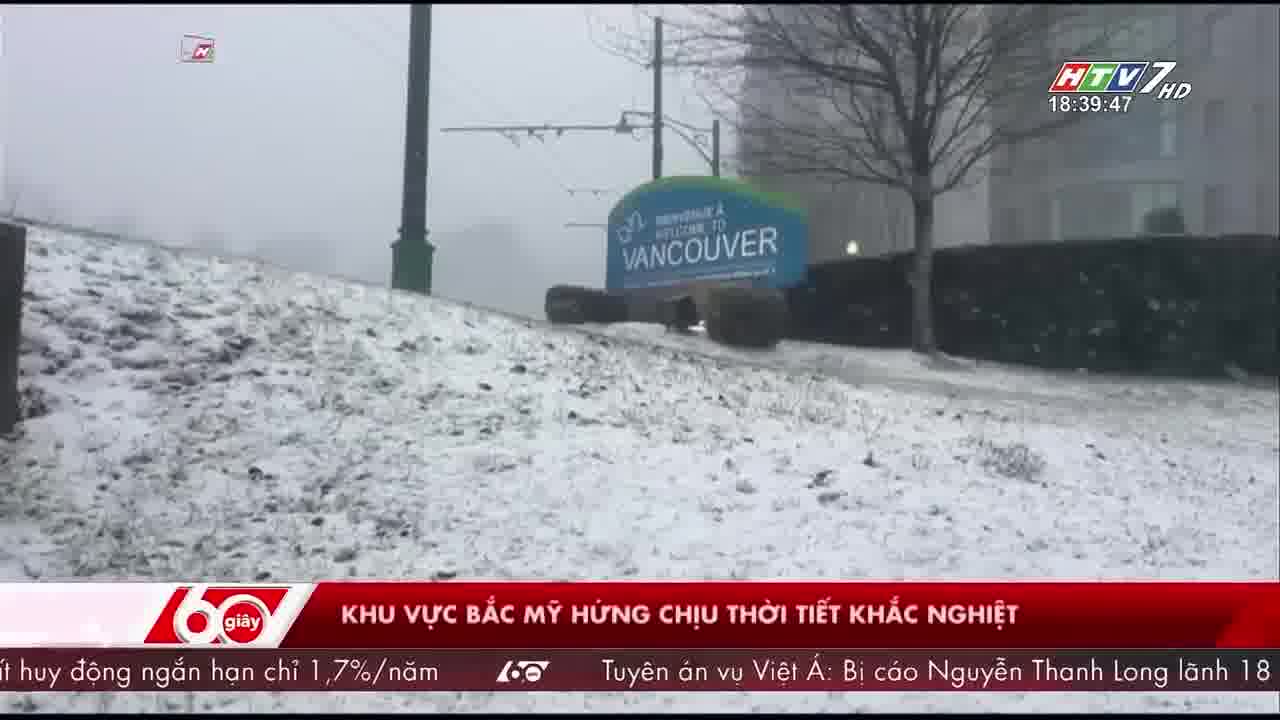 H
HTV7 HD
18:39:47
BIENVENUE À
WELCOME TO
VANCOUVER
60 giây
KHU VỰC BẮC MỸ HỨNG CHỊU THỜI TIẾT KHẮC NGHIỆT
ất huy động ngắn hạn chỉ 1,7%/năm 60 Tuyên án vụ Việt Á: Bị cáo Nguyễn Thanh Long lãnh 18